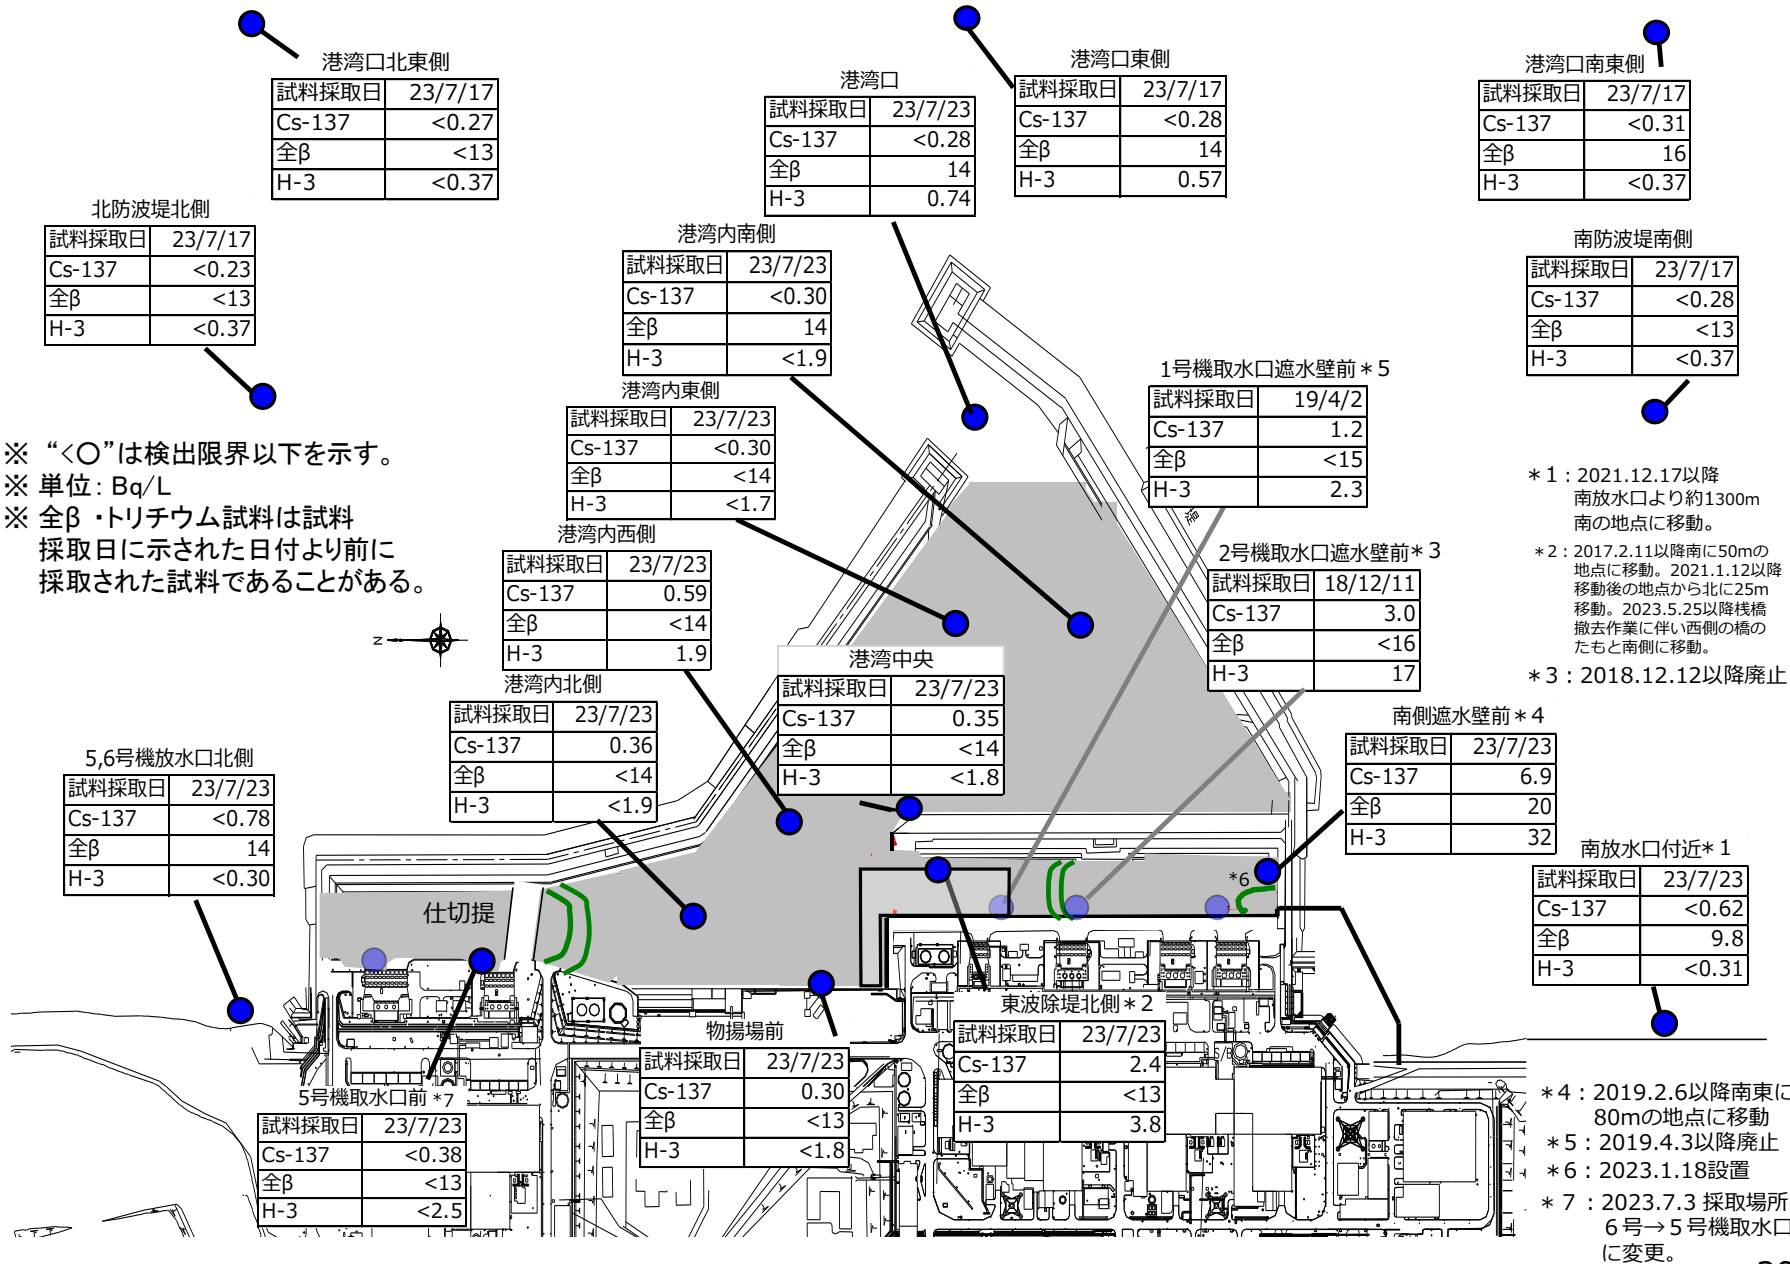 港湾口北東側
試料採取日 23/7/17
Cs-137 <0.27
全β <13
H-3 <0.37
港湾口
試料採取日 23/7/23
Cs-137 <0.28
全β 14
H-3 0.74
港湾口東側
試料採取日 23/7/17
Cs-137 <0.28
全β 14
H-3 0.57
港湾口南東側
試料採取日 23/7/17
Cs-137 <0.31
全β 16
H-3 <0.37
北防波堤北側
試料採取日 23/7/17
Cs-137 <0.23
全β <13
H-3 <0.37
港湾内南側
試料採取日 23/7/23
Cs-137 <0.30
全β 14
H-3 <1.9
南防波堤南側
試料採取日 23/7/17
Cs-137 <0.28
全β <13
H-3 <0.37
1号機取水口遮水壁前＊5
試料採取日 19/4/2
Cs-137 1.2
全β <15
H-3 2.3
港湾内東側
試料採取日 23/7/23
Cs-137 <0.30
全β <14
H-3 <1.7
※ “<〇”は検出限界以下を示す。
※ 単位: Bq/L
※ 全β ・トリチウム試料は試料
採取日に示された日付より前に
採取された試料であることがある。
堤
＊1：2021.12.17以降
南放水口より約1300m
南の地点に移動。
＊2：2017.2.11以降南に50mの
地点に移動。2021.1.12以降
移動後の地点から北に25m
移動。2023.5.25以降桟橋
撤去作業に伴い西側の橋の
たもと南側に移動。
＊3：2018.12.12以降廃止
港湾内西側
試料採取日 23/7/23
Cs-137 0.59
全β <14
H-3 1.9
2号機取水口遮水壁前＊3
試料採取日 18/12/11
Cs-137 3.0
全β <16
H-3 17
N
港湾中央
試料採取日 23/7/23
Cs-137 0.35
全β <14
H-3 <1.8
港湾内北側
試料採取日 23/7/23
Cs-137 0.36
全β <14
H-3 <1.9
南側遮水壁前＊4
試料採取日 23/7/23
Cs-137 6.9
全β 20
H-3 32
5,6号機放水口北側
試料採取日 23/7/23
Cs-137 <0.78
全β 14
H-3 <0.30
南放水口付近＊1
試料採取日 23/7/23
Cs-137 <0.62
全β 9.8
H-3 <0.31
*6
仕切堤
東波除堤北側＊2
試料採取日 23/7/23
Cs-137 2.4
全β <13
H-3 3.8
S/B
物揚場前
試料採取日 23/7/23
Cs-137 0.30
全β <13
H-3 <1.8
5号機取水口前 *7
試料採取日 23/7/23
Cs-137 <0.38
全β <13
H-3 <2.5
＊4：2019.2.6以降南東に
80mの地点に移動
＊5：2019.4.3以降廃止
＊6：2023.1.18設置
＊7：2023.7.3 採取場所
6号→5号機取水口
に変更。